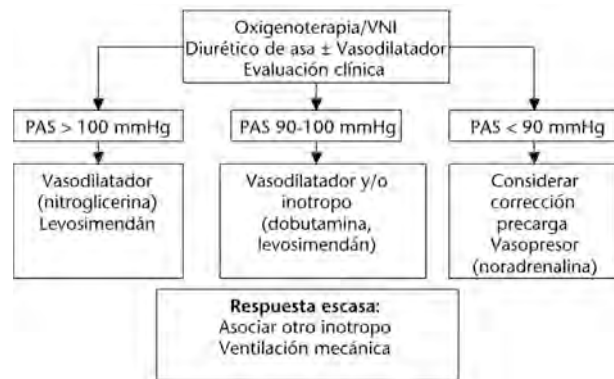 Oxigenoterapia/VNI
Diurético de asa ± Vasodilatador
Evaluación clínica
PAS > 100 mmHg
PAS 90-100 mmHg
PAS < 90 mmHg
Vasodilatador
(nitroglicerina)
Levosimendán
Vasodilatador y/o
inotropo
(dobutamina,
levosimendán)
Considerar
corrección
precarga
Vasopresor
(noradrenalina)
Respuesta escasa:
Asociar otro inotropo
Ventilación mecánica